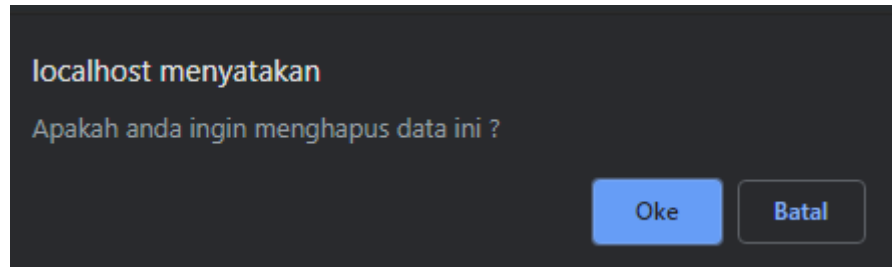 localhost menyatakan
Apakah anda ingin menghapus data ini ?
Oke Batal